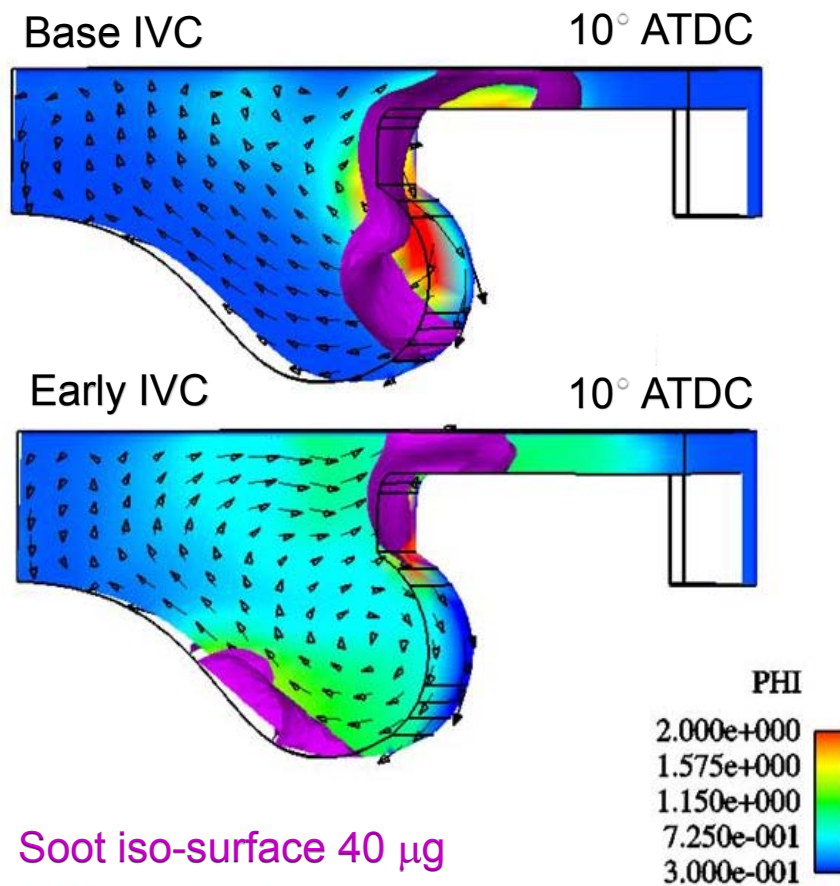 Base IVC 10° ATDC
Early IVC 10° ATDC
PHI
2.000e+000
1.575e+000
1.150e+000
7.250e-001
3.000e-001
Soot iso-surface 40 μg